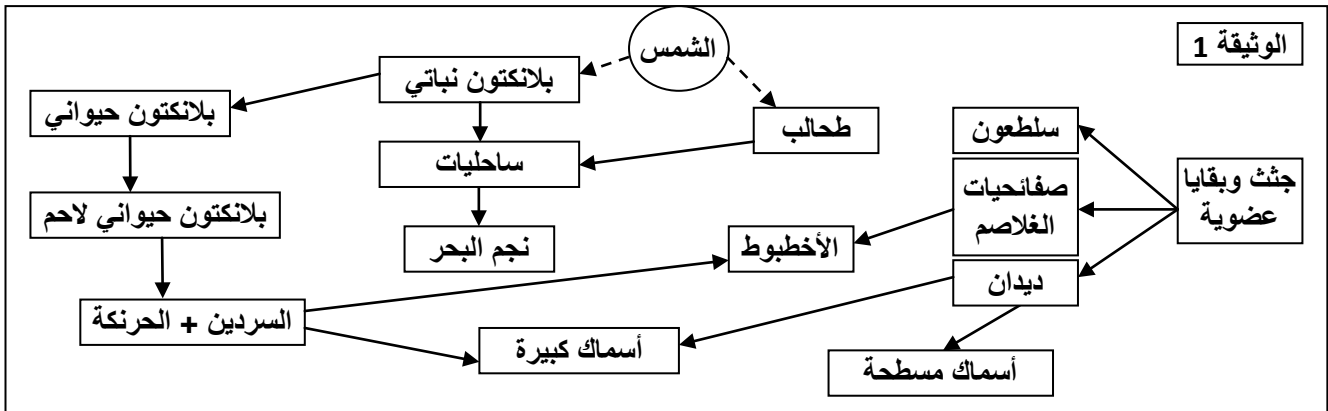 الوثيقة 1
الشمس
بلانكتون نباتي
بلانكتون حيواني
طحالب
سلطعون
ساحليات
صفائحيات
الغلاصم
جثث وبقايا
عضوية
بلانكتون حيواني لاحم
نجم البحر
الأخطبوط
ديدان
السردين + الحرنكة
أسماك كبيرة
أسماك مسطحة